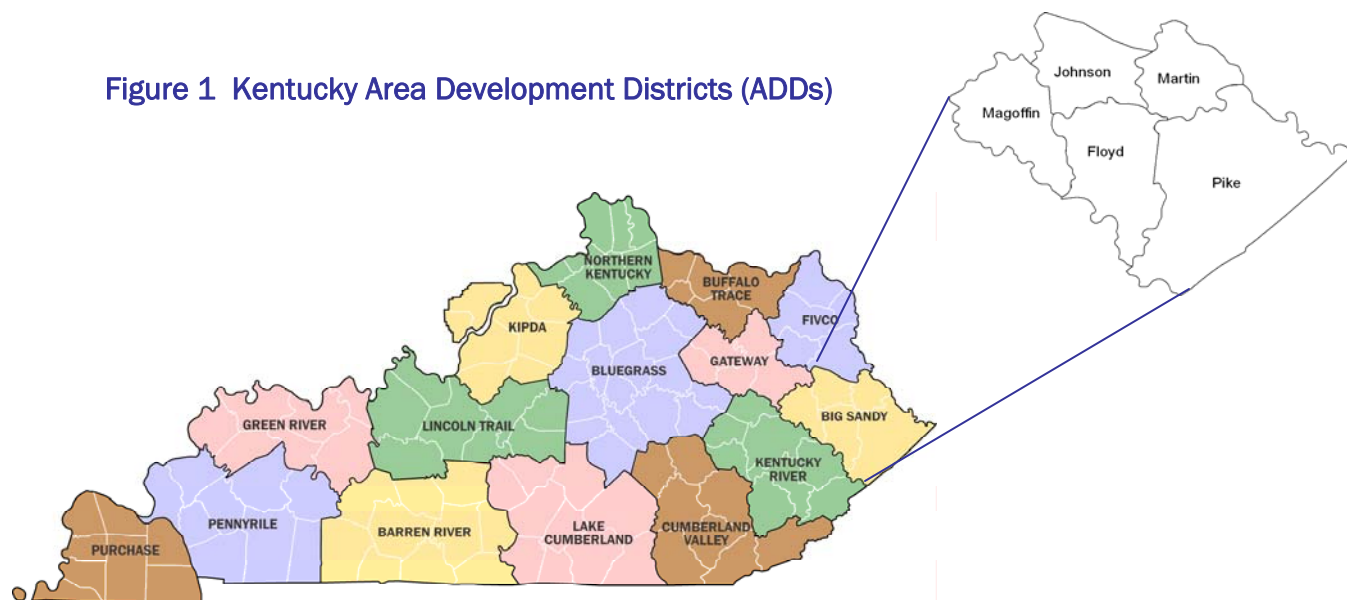 Figure 1 Kentucky Area Development Districts (ADDs)
Johnson
Martin
Magoffin
Floyd
Pike
NORTHERN
KENTUCKY
BUFFALO
TRACE
FIVCO
KIPDA
GATEWAY
BLUEGRASS
BIG SANDY
GREEN RIVER
LINCOLN TRAIL
KENTUCKY
RIVER
PENNYRILE
BARREN RIVER
LAKE
CUMBERLAND
CUMBERLAND
VALLEY
PURCHASE